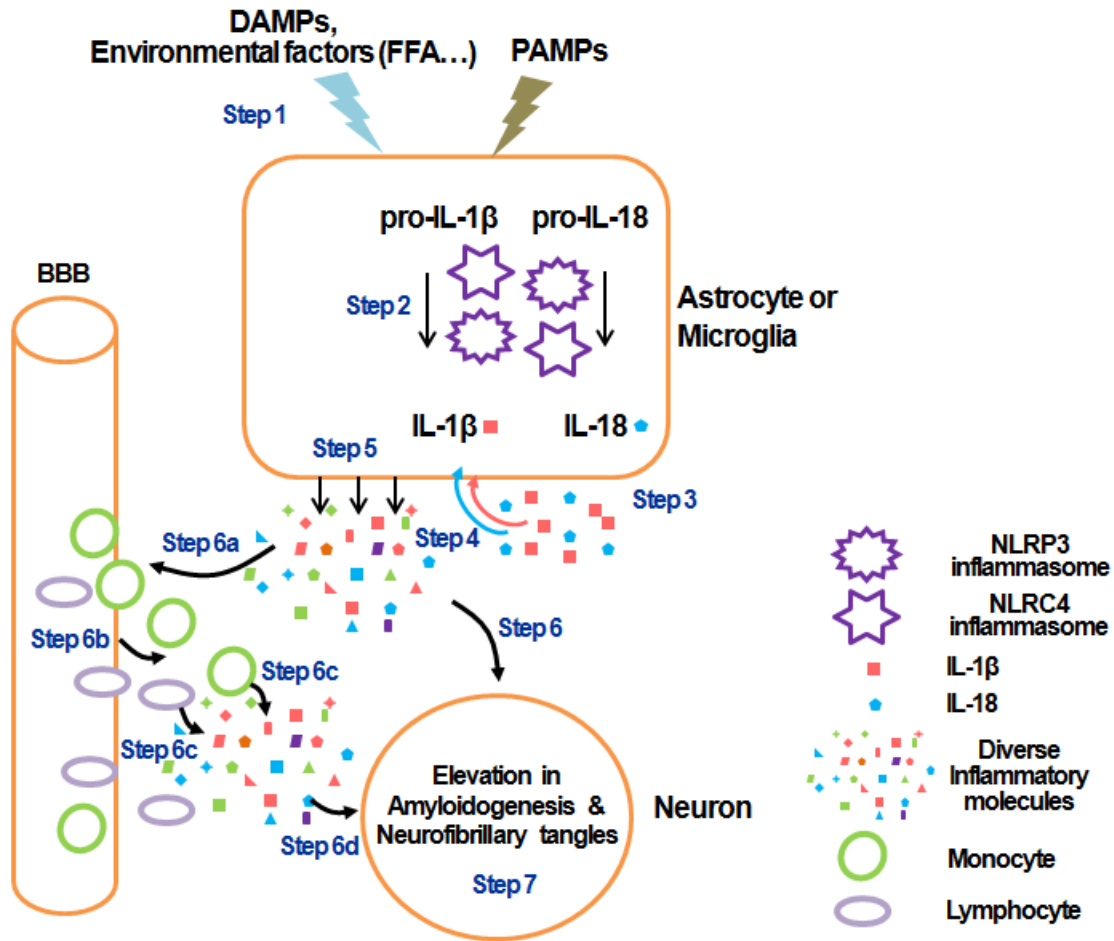 DAMPs,
Environmental factors (FFA…)
PAMPs
Step 1
pro-IL-1β
pro-IL-18
BBB
Step 2
Astrocyte or
Microglia
IL-1β
IL-18
Step 5
Step 3
Step 4
Step 6a
NLRP3
inflammasome
NLRC4
inflammasome
Step 6b
Step 6
Step 6c
IL-1β
IL-18
Step 6c
Diverse
Inflammatory
molecules
Elevation in
Amyloidogenesis &
Neurofibrillary tangles
Neuron
Step 6d
Step 7
Monocyte
Lymphocyte